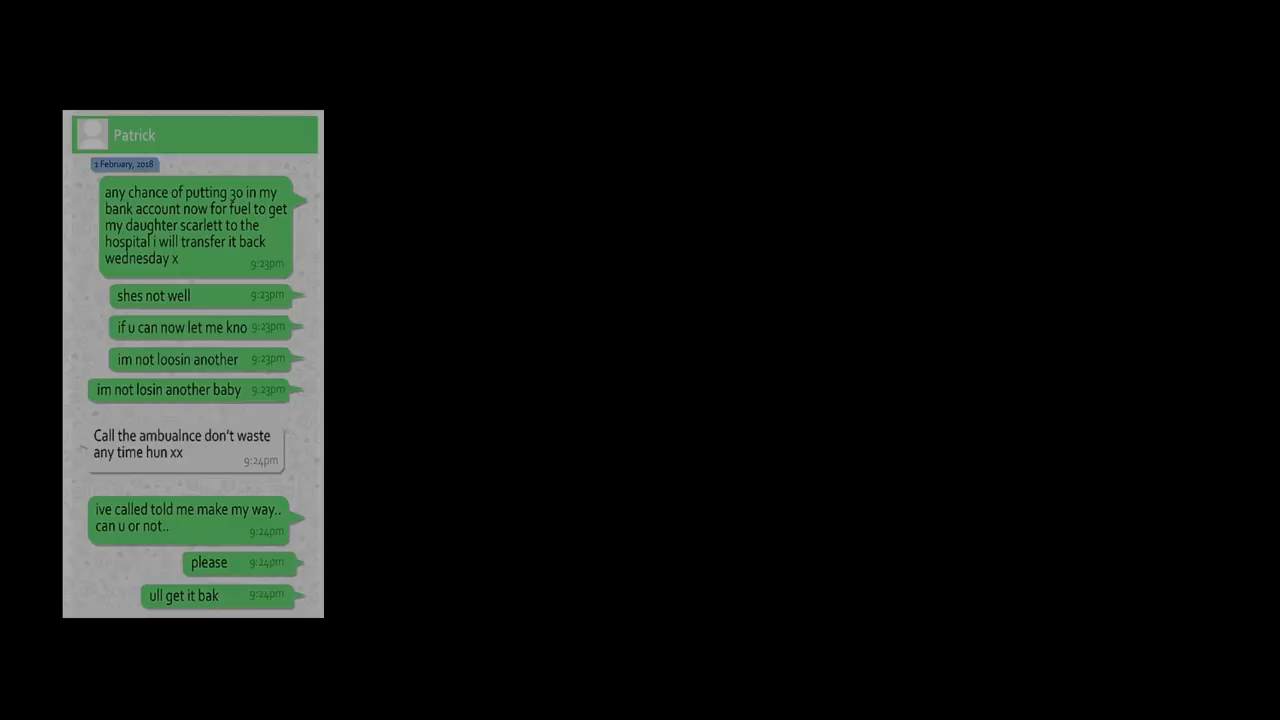 Patrick
1 February, 2018
any chance of putting 30 in my
bank account now for fuel to get
my daughter scarlett to the
hospital i will transfer it back
wednesday x
9:23pm
shes not well 9:23pm
if u can now let me kno 9:23pm
im not loosin another 9:23pm
im not losin another baby 9:23pm
Call the ambualnce don't waste
any time hun xx
9:24pm
ive called told me make my way..
can u or not..
9:24pm
please 9:24pm
ull get it bak 9:24pm